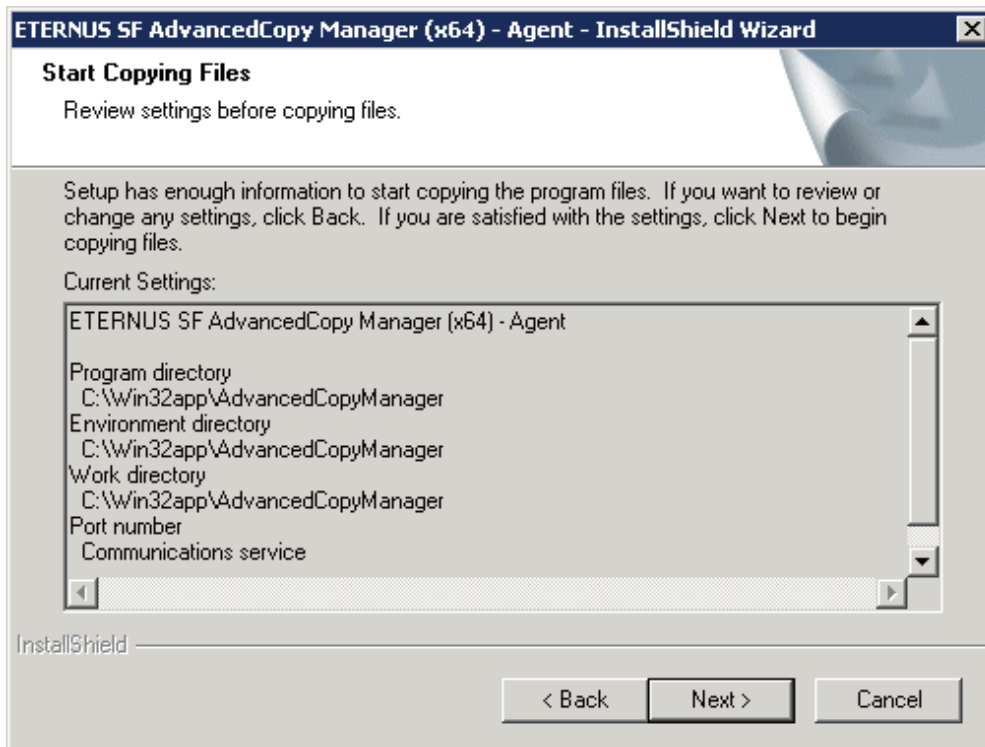 ETERNUS SF AdvancedCopy Manager (x64) - Agent - InstallShield Wizard
Start Copying Files
Review settings before copying files.
Setup has enough information to start copying the program files.  If you want to review or
change any settings, click Back.  If you are satisfied with the settings, click Next to begin
copying files.
Current Settings:
ETERNUS SF AdvancedCopy Manager (x64) - Agent
Program directory
C:\Win32app\AdvancedCopyManager
Environment directory
C:\Win32app\AdvancedCopyManager
Work directory
C:\Win32app\AdvancedCopyManager
Port number
Communications service
InstallShield
< Back
Next >
Cancel